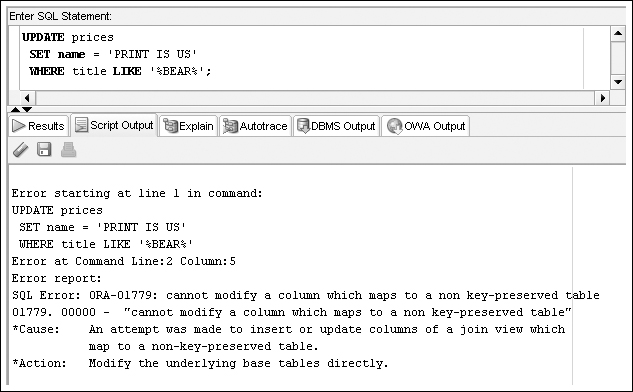 Enter SQL Statement:
UPDATE prices
SET name = 'PRINT IS US'
WHERE title LIKE '%BEAR%';
Results Script Output Explain Autotrace DBMS Output OWA Output
Error starting at line 1 in command:
UPDATE prices
SET name = 'PRINT IS US'
WHERE title LIKE '%BEAR%'
Error at Command Line:2 Column:5
Error report:
SQL Error: ORA-01779: cannot modify a column which maps to a non key-preserved table
01779. 00000 - "cannot modify a column which maps to a non key-preserved table"
*Cause: An attempt was made to insert or update columns of a join view which
map to a non-key-preserved table.
*Action: Modify the underlying base tables directly.